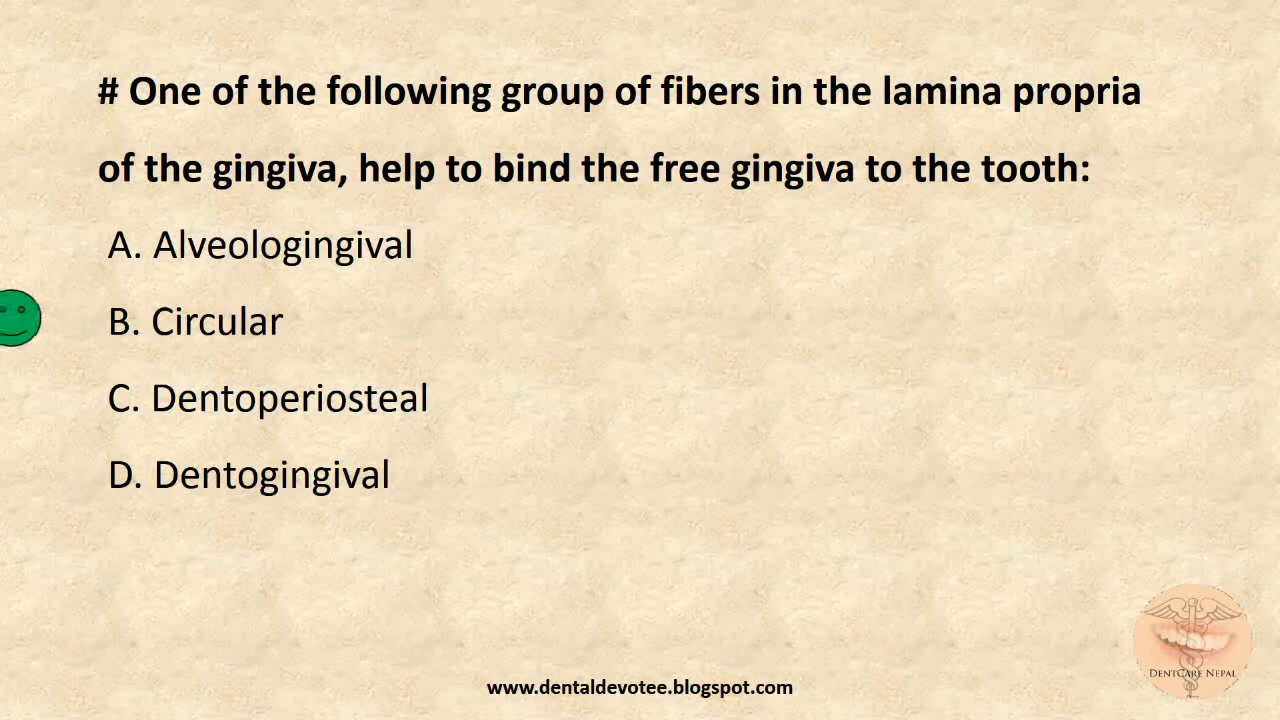 # One of the following group of fibers in the lamina propria
of the gingiva, help to bind the free gingiva to the tooth:
A. Alveologingival
B. Circular
C. Dentoperiosteal
D. Dentogingival
DENTCARE NEPAL
www.dentaldevotee.blogspot.com